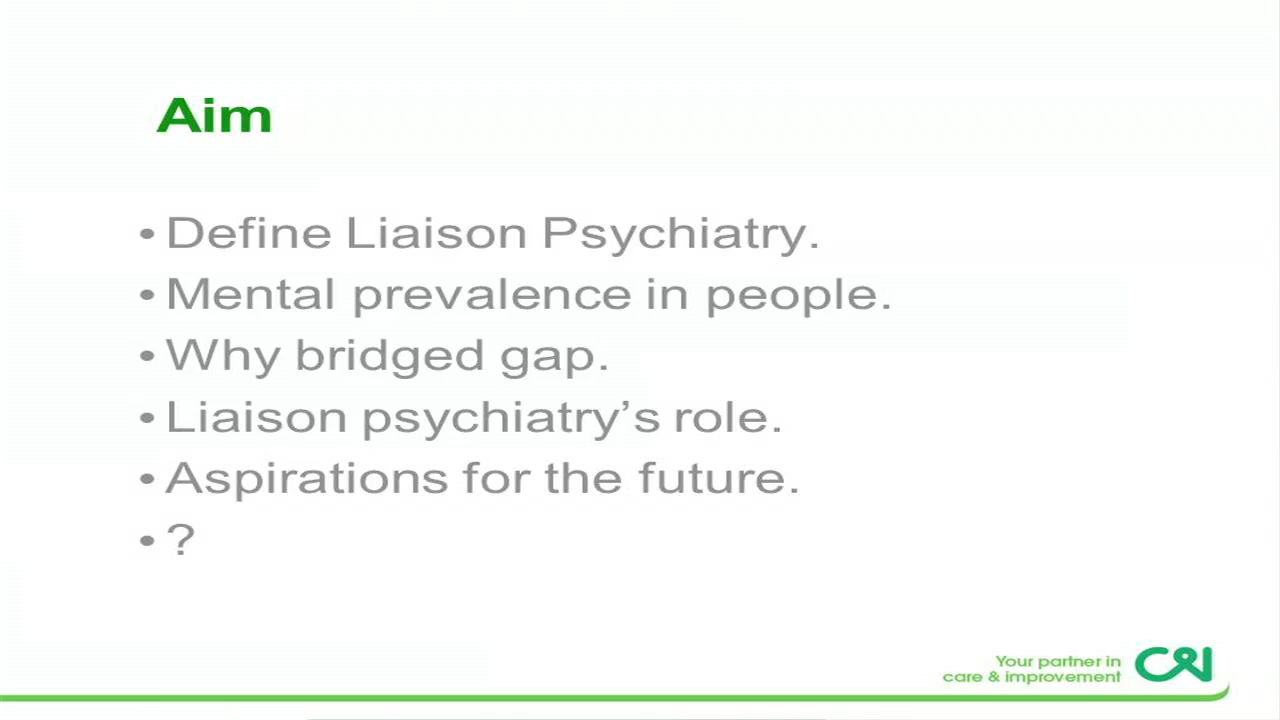 Aim
• Define Liaison Psychiatry.
• Mental prevalence in people.
• Why bridged gap.
• Liaison psychiatry’s role.
• Aspirations for the future.
• ?
Your partner in
care & improvement
C&I